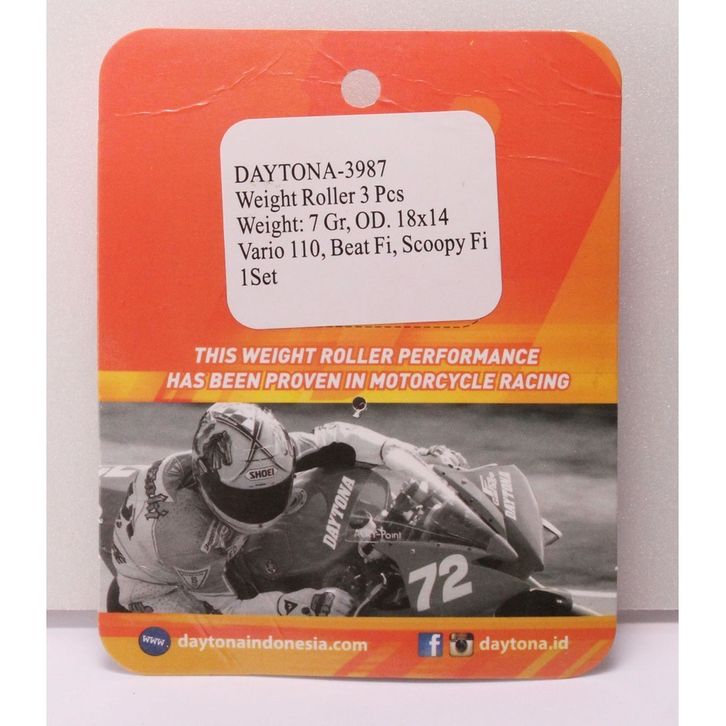 DAYTONA-3987
Weight Roller 3 Pcs
Weight: 7 Gr, OD. 18x14
Vario 110, Beat Fi, Scoopy Fi
1Set
THIS WEIGHT ROLLER PERFORMANCE
HAS BEEN PROVEN IN MOTORCYCLE RACING
SHOEI
DAYTONA
DAYTONA
72
www.
daytonaindonesia.com
f
daytona.id